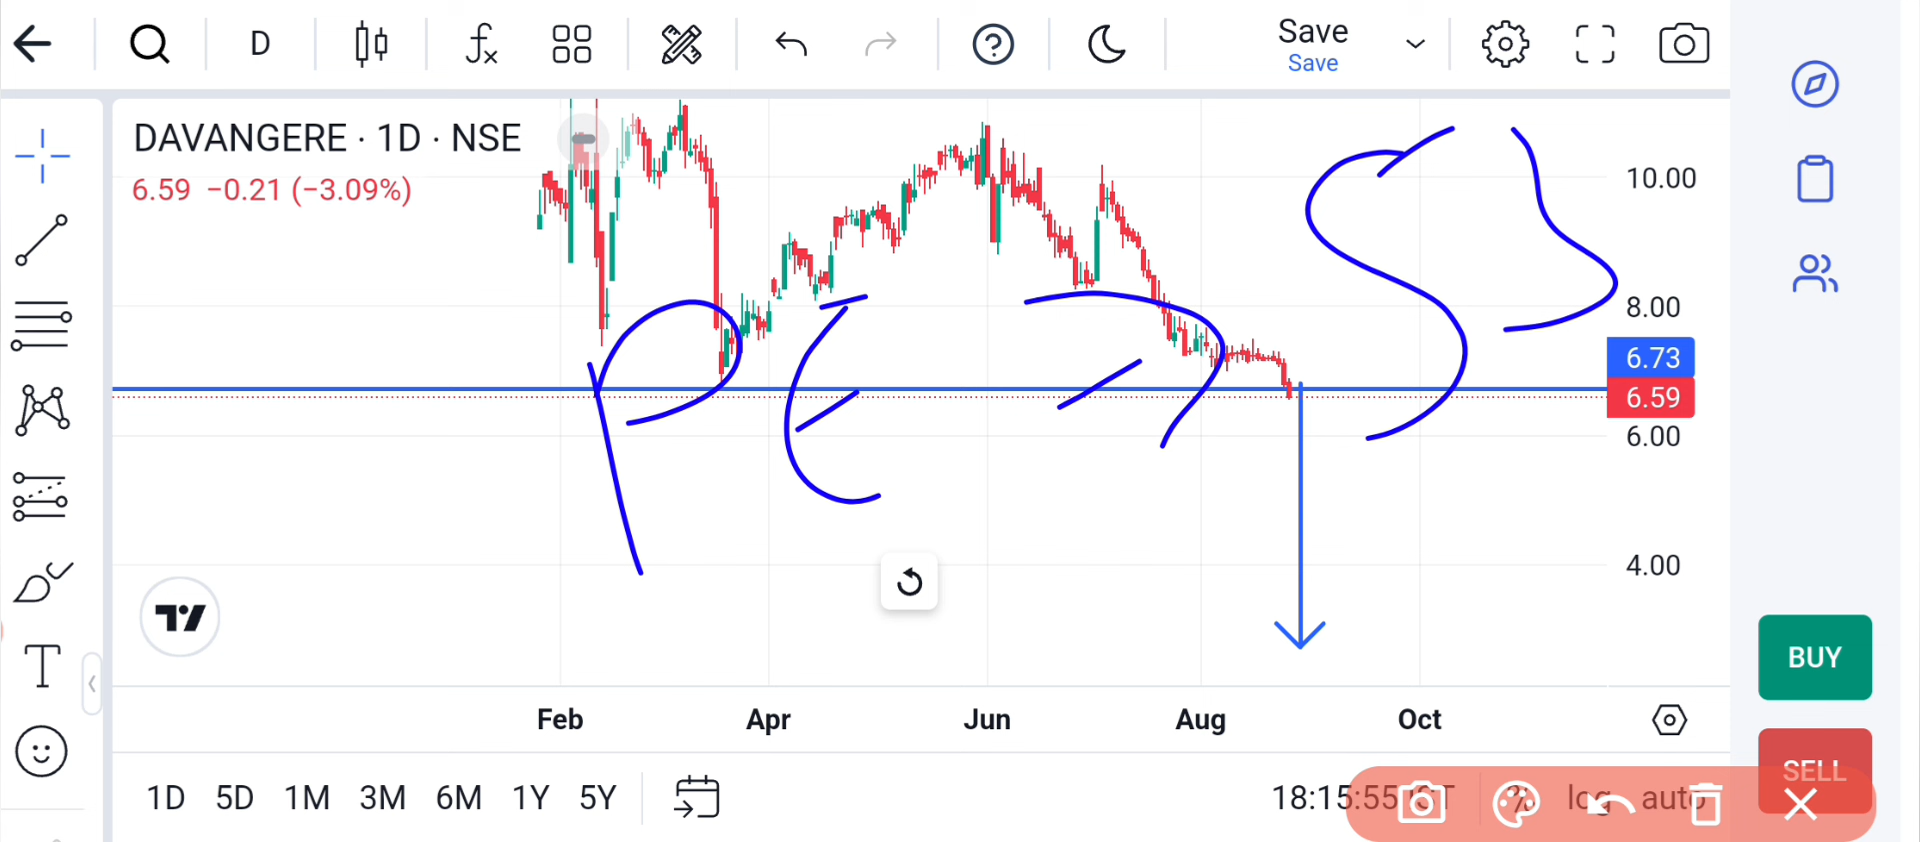 D
Save
Save
DAVANGERE · 1D · NSE
6.59 −0.21 (−3.09%)
10.00
8.00
6.73
6.59
6.00
4.00
BUY
SELL
Feb Apr Jun Aug Oct
1D 5D 1M 3M 6M 1Y 5Y
18:15:55 log auto